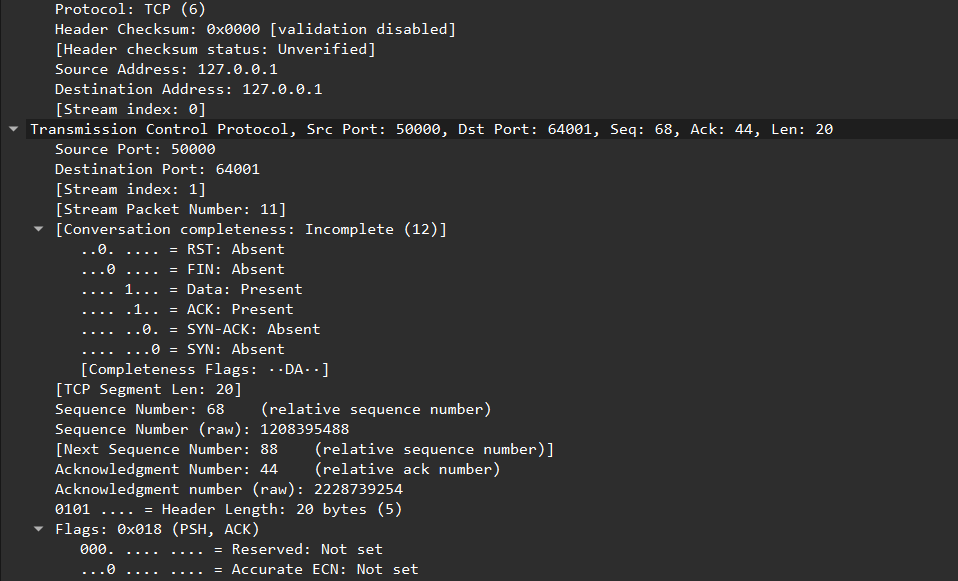 Protocol: TCP (6)
Header Checksum: 0x0000 [validation disabled]
[Header checksum status: Unverified]
Source Address: 127.0.0.1
Destination Address: 127.0.0.1
[Stream index: 0]
Transmission Control Protocol, Src Port: 50000, Dst Port: 64001, Seq: 68, Ack: 44, Len: 20
Source Port: 50000
Destination Port: 64001
[Stream index: 1]
[Stream Packet Number: 11]
[Conversation completeness: Incomplete (12)]
..0. .... = RST: Absent
...0 .... = FIN: Absent
.... 1... = Data: Present
.... .1.. = ACK: Present
.... ..0. = SYN-ACK: Absent
.... ...0 = SYN: Absent
[Completeness Flags: ··DA··]
[TCP Segment Len: 20]
Sequence Number: 68    (relative sequence number)
Sequence Number (raw): 1208395488
[Next Sequence Number: 88    (relative sequence number)]
Acknowledgment Number: 44    (relative ack number)
Acknowledgment number (raw): 2228739254
0101 .... = Header Length: 20 bytes (5)
Flags: 0x018 (PSH, ACK)
000. .... .... = Reserved: Not set
...0 .... .... = Accurate ECN: Not set